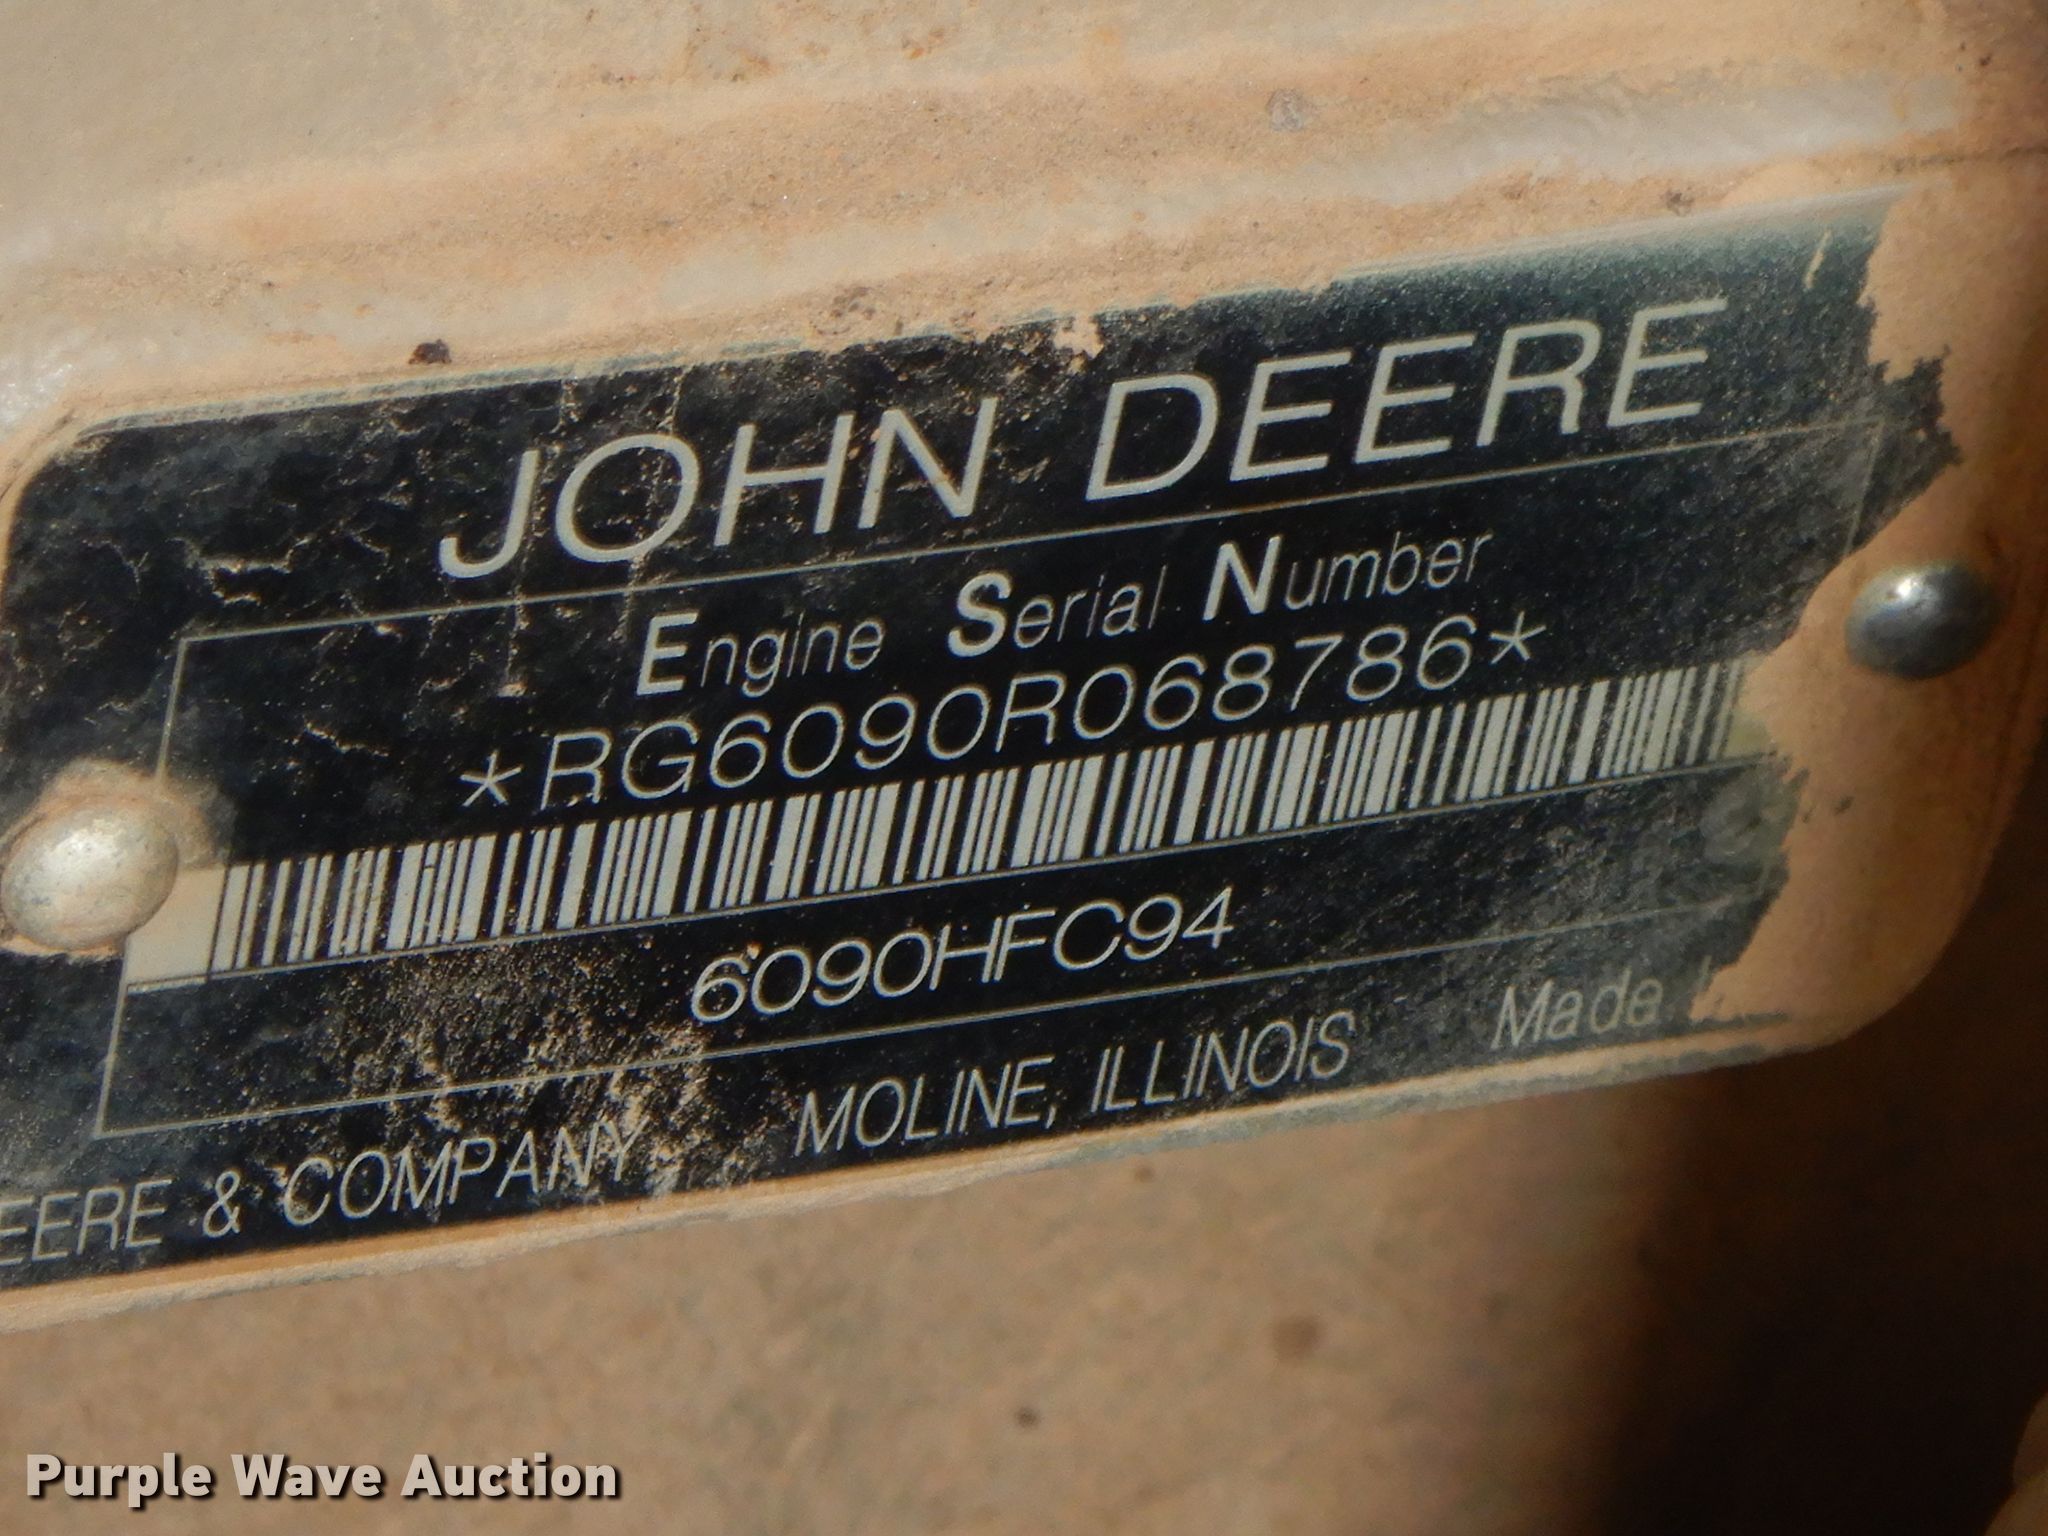 JOHN DEERE
Engine Serial Number
*RG6090R068786*
6090HFC94
EERE & COMPANY MOLINE, ILLINOIS Made
Purple Wave Auction